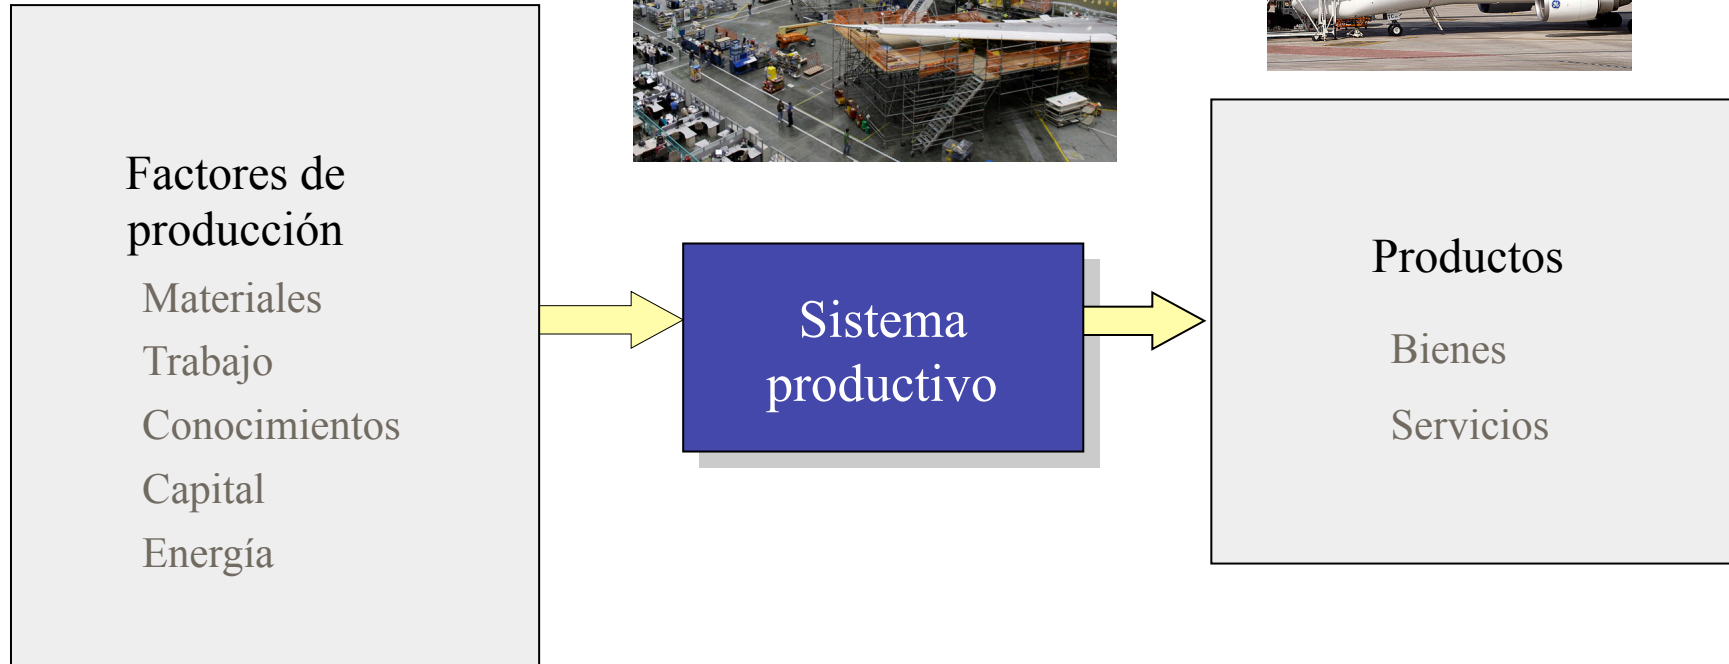 Factores de
producción
Materiales
Trabajo
Conocimientos
Capital
Energía
Sistema
productivo
Productos
Bienes
Servicios